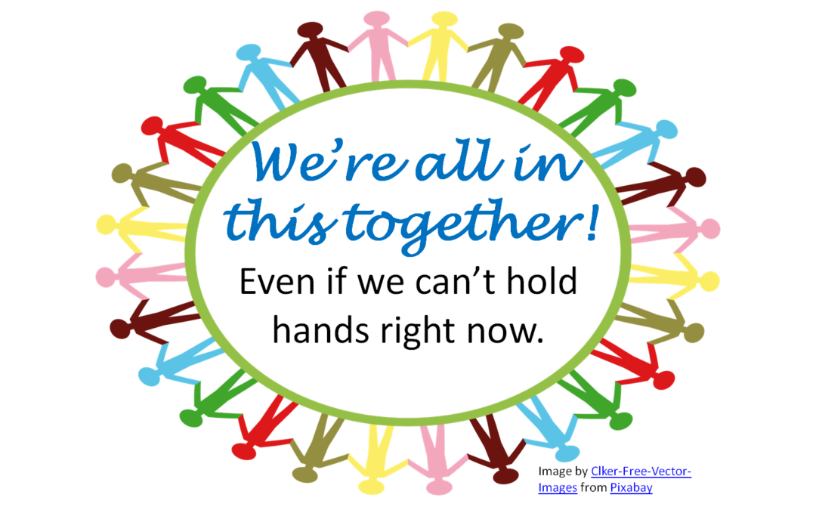 We're all in
this together!
Even if we can't hold
hands right now.
Image by Clker-Free-Vector-
Images from Pixabay